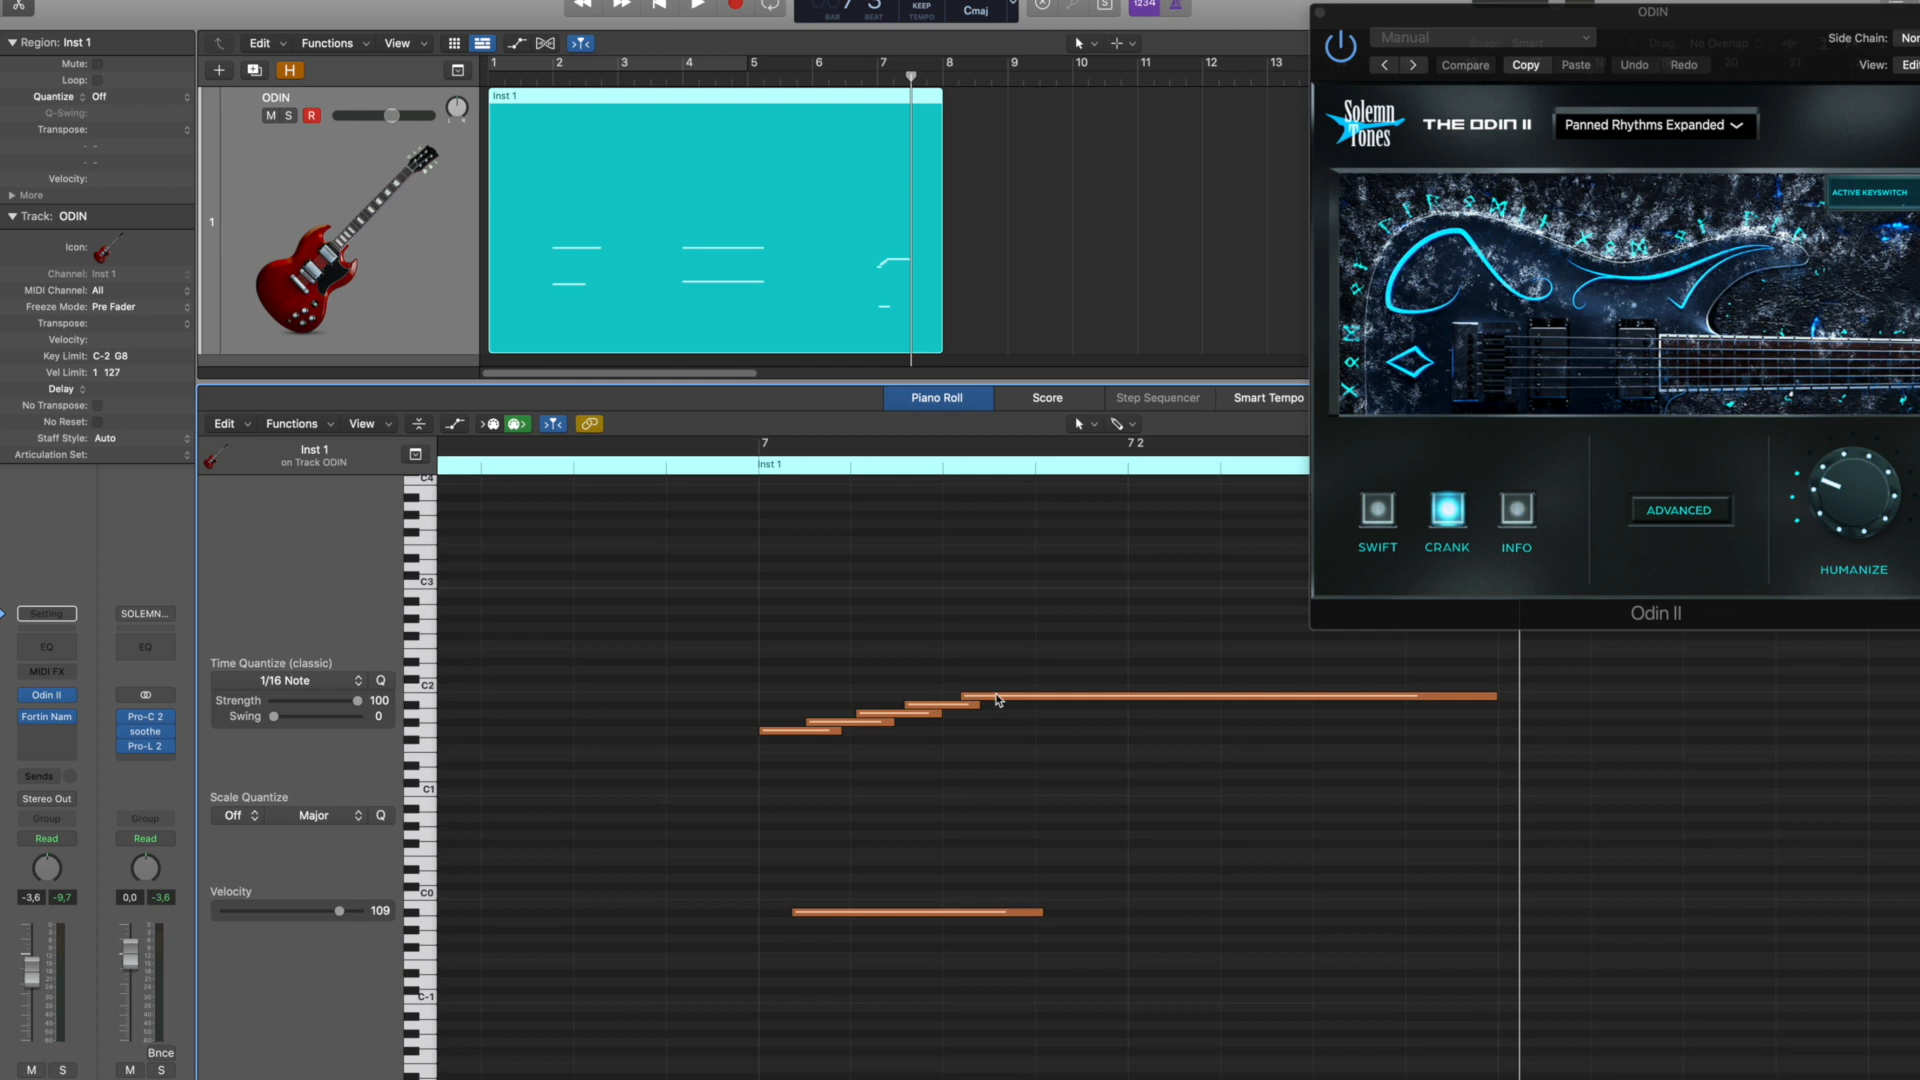 Region: Inst 1
Mute:
Loop:
Quantize Off
Q-Swing:
Transpose:
Velocity:
More
Track: ODIN
Icon:
Channel: Inst 1
MIDI Channel: All
Freeze Mode: Pre Fader
Transpose:
Velocity:
Key Limit: C-2 G8
Vel Limit: 1 127
Delay
No Transpose:
No Reset:
Staff Style: Auto
Articulation Set:
Setting
EQ
MIDI FX
Odin II
Fortin Nam
Sends
Stereo Out
Group
Read
-3,6 -9,7
M S
SOLEMN...
EQ
Pro-C 2
soothe
Pro-L 2
Group
Read
0,0 -3,6
Bnce
M S
BAR BEAT
KEEP
TEMPO
Cmaj
1234
Edit Functions View
1 2 3 4 5 6 7 8 9 10 11 12 13
H
ODIN
M S R
L R
1
Inst 1
Piano Roll Score Step Sequencer Smart Tempo
Edit Functions View
Inst 1
on Track ODIN
7 7 2
Inst 1
C4
C3
C2
C1
C0
C-1
Time Quantize (classic)
1/16 Note Q
Strength 100
Swing 0
Scale Quantize
Off Major Q
Velocity
109
ODIN
Manual
Side Chain:
Compare Copy Paste Undo Redo
View:
Solemn
Tones
THE ODIN II
Panned Rhythms Expanded
ACTIVE KEYSWITCH
SWIFT CRANK INFO
ADVANCED
HUMANIZE
Odin II